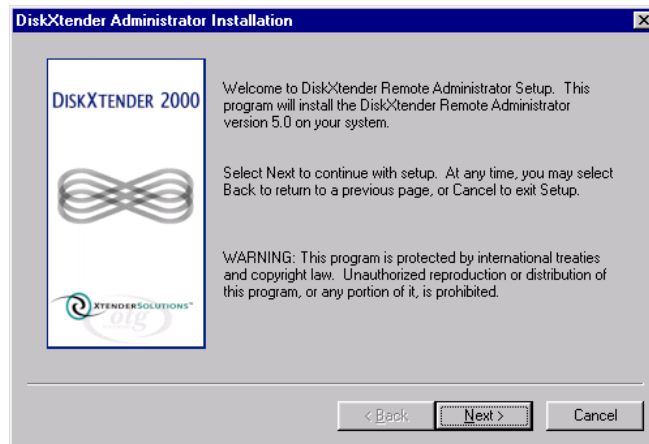 DiskXtender Administrator Installation
DISKXTENDER 2000
Welcome to DiskXtender Remote Administrator Setup. This
program will install the DiskXtender Remote Administrator
version 5.0 on your system.
Select Next to continue with setup. At any time, you may select
Back to return to a previous page, or Cancel to exit Setup.
WARNING: This program is protected by international treaties
and copyright law. Unauthorized reproduction or distribution of
this program, or any portion of it, is prohibited.
XTENDERSOLUTIONS™
otg
< Back
Next >
Cancel